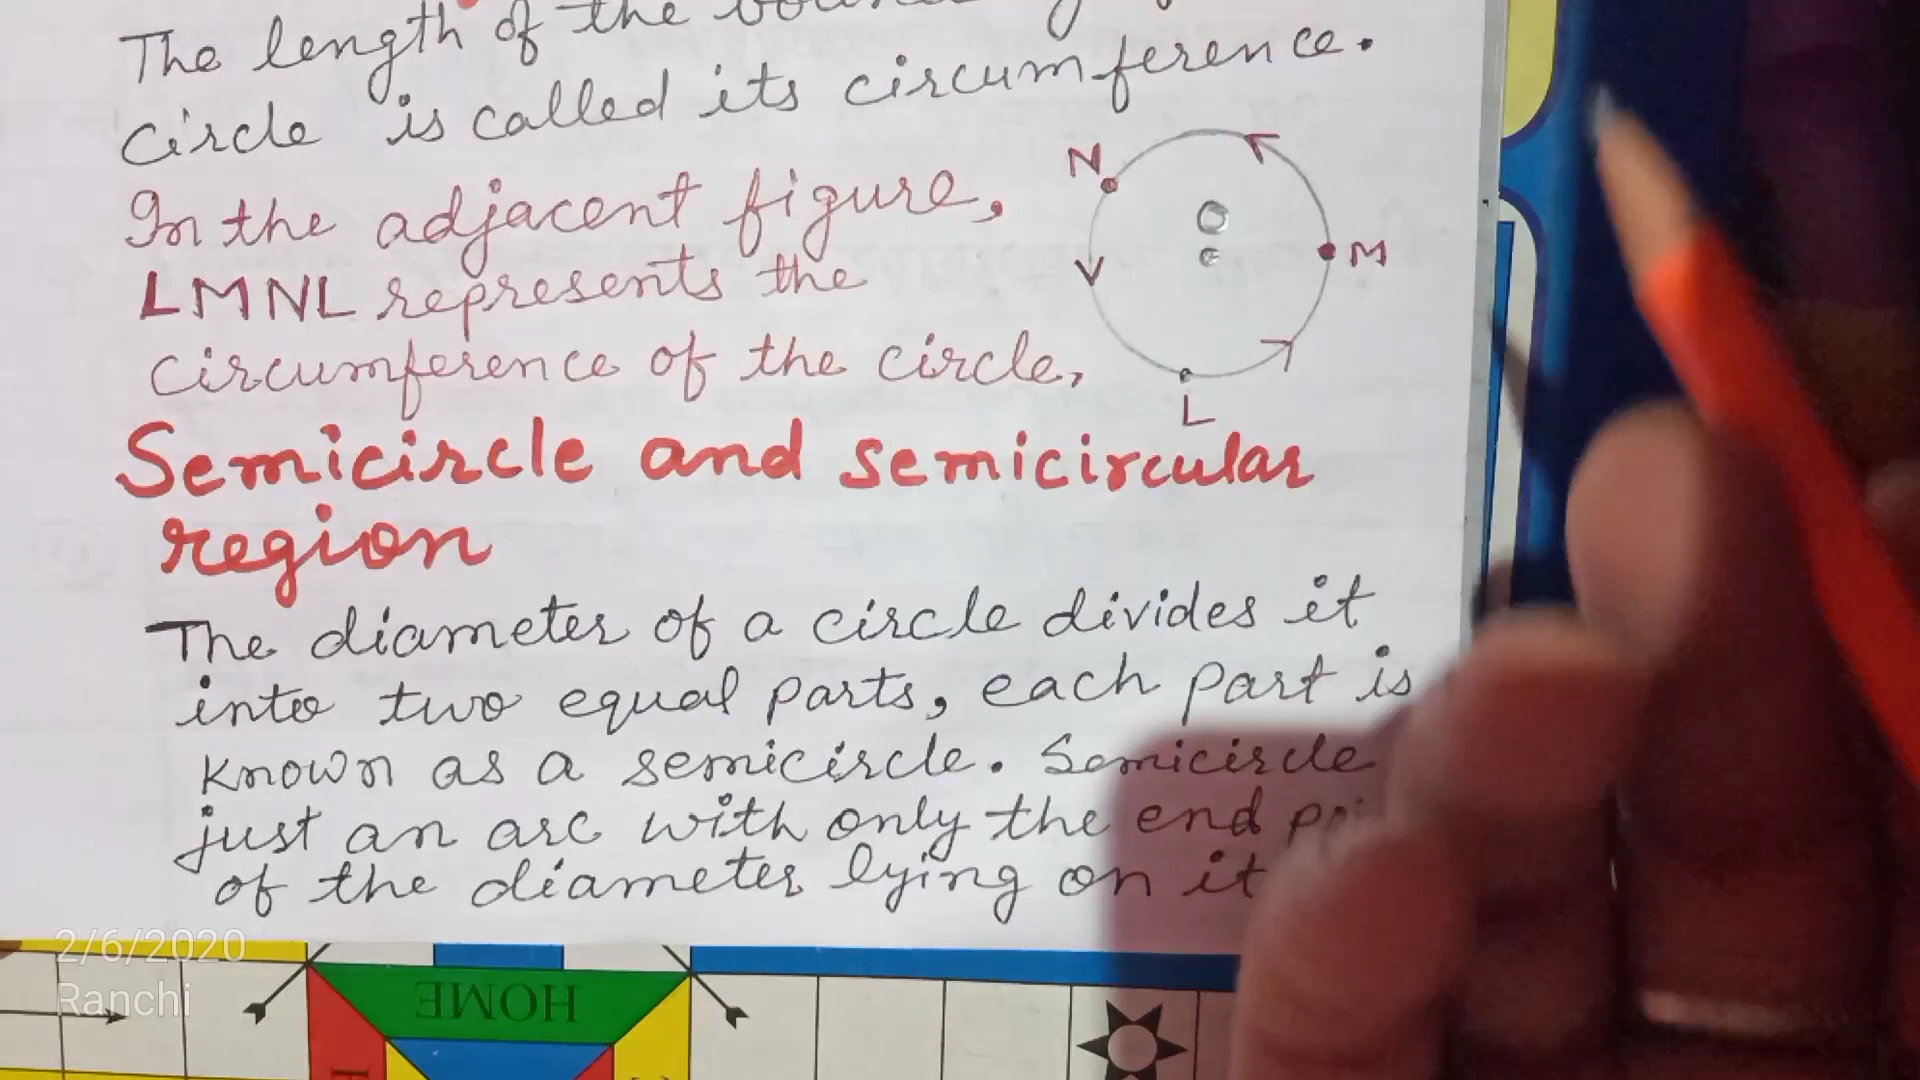 The length of the
circle is called its circumference.
In the adjacent figure,
LMNL represents the
circumference of the circle,
N
O
M
L
Semicircle and semicircular
region
The diameter of a circle divides it
into two equal parts, each part is
known as a semicircle. Semicircle
just an arc with only the end
of the diameter lying on it
2/6/2020
Ranchi
HOME